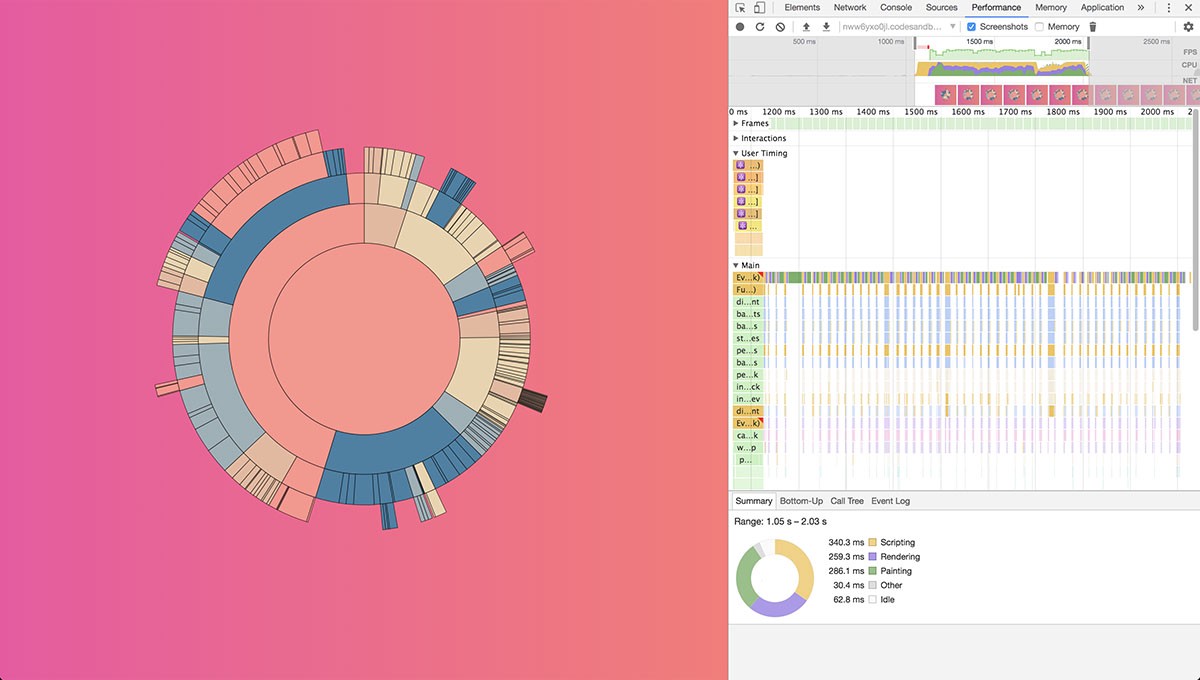 Elements Network Console Sources Performance Memory Application »
nww6yxo0jl.codesandb... Screenshots Memory
500 ms 1000 ms 1500 ms 2000 ms 2500 ms
FPS
CPU
NET
0 ms 1200 ms 1300 ms 1400 ms 1500 ms 1600 ms 1700 ms 1800 ms 1900 ms 2000 ms 2
Frames
Interactions
User Timing
...)
...]
...]
...]
...]
...
Main
Ev...k)
Fu...)
di...nt
ba...ts
ba...s
st...es
pe...s
ba...s
pe...k
in...ck
in...ev
di...nt
Ev...k)
ca...k
w...p
p...
Summary Bottom-Up Call Tree Event Log
Range: 1.05 s – 2.03 s
340.3 ms Scripting
259.3 ms Rendering
286.1 ms Painting
30.4 ms Other
62.8 ms Idle